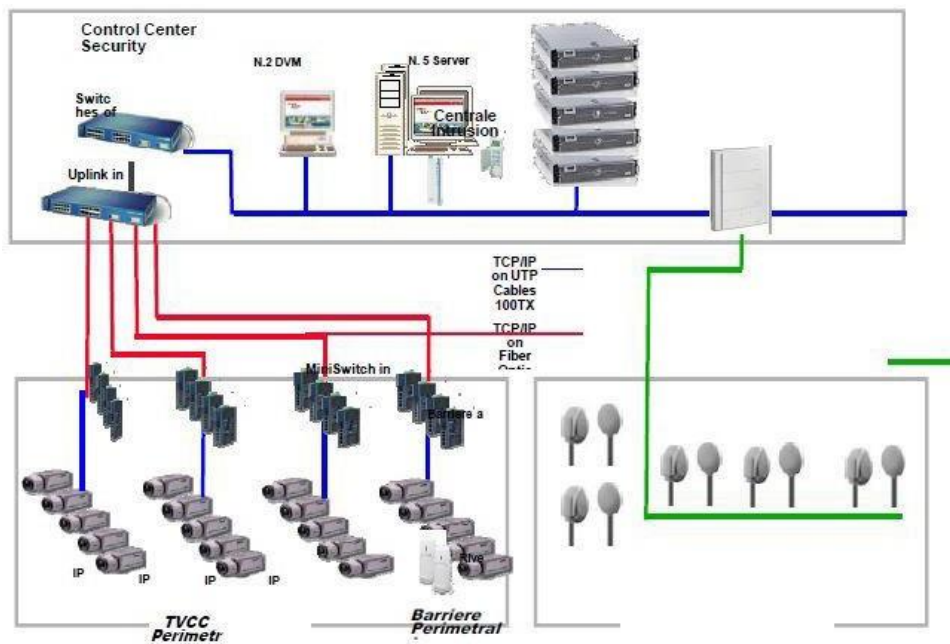 Control Center
Security
N.2 DVM
N. 5 Server
Switc
hes of
Centrale
Intrusion
Uplink in
TCP/IP
on UTP
Cables
100TX
TCP/IP
on
Fiber
Optic
MiniSwitch in
Barriere a
Rive
IP
IP
IP
IP
TVCC
Perimetr
Barriere
Perimetral